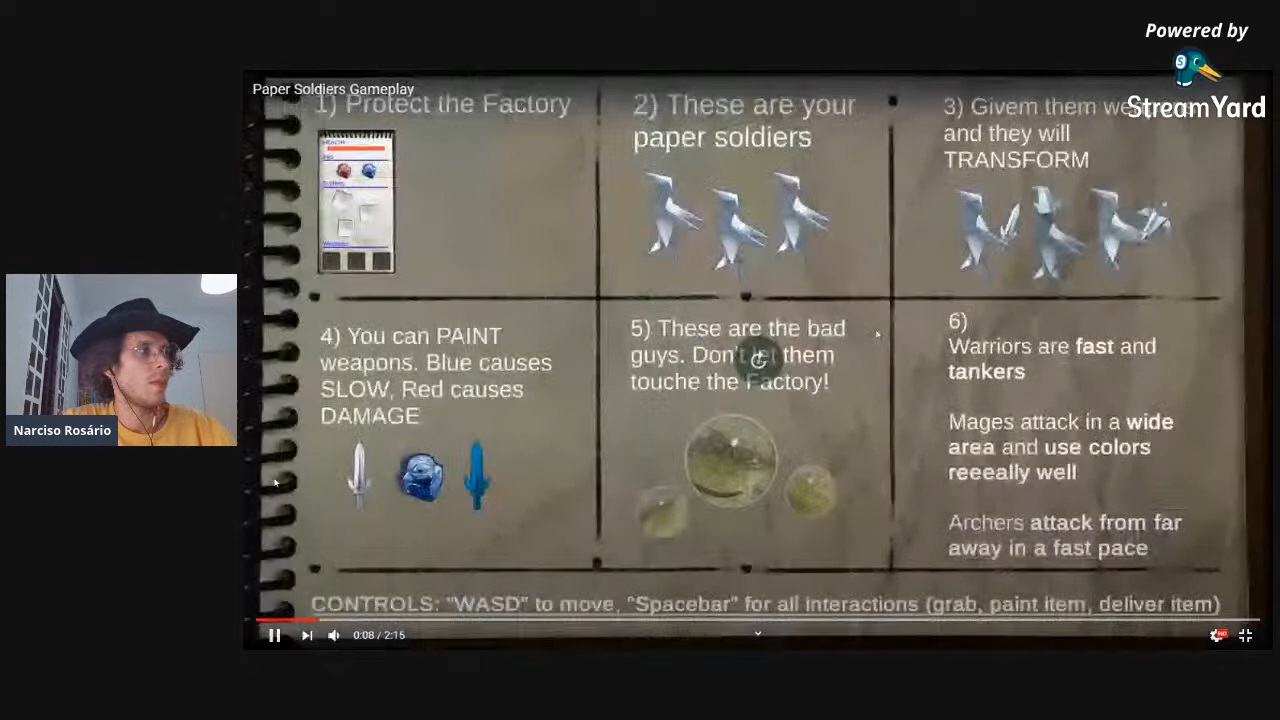 Powered by
StreamYard
Paper Soldiers Gameplay
1) Protect the Factory
HEALTH
2) These are your
paper soldiers
3) Givem them
and they will
TRANSFORM
4) You can PAINT
weapons. Blue causes
SLOW, Red causes
DAMAGE
5) These are the bad
guys. Don't let them
touche the Factory!
6)
Warriors are fast and
tankers
Mages attack in a wide
area and use colors
reeeally well
Archers attack from far
away in a fast pace
CONTROLS: "WASD" to move, "Spacebar" for all interactions (grab, paint item, deliver item)
Narciso Rosário
0:08 / 2:15
HD